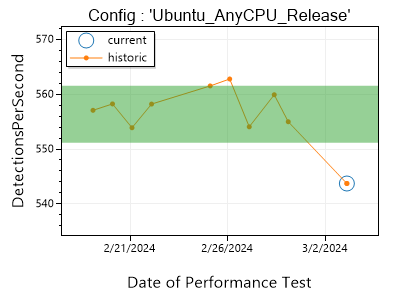 Config : 'Ubuntu_AnyCPU_Release'
current
historic
570
560
550
540
DetectionsPerSecond
2/21/2024
2/26/2024
3/2/2024
Date of Performance Test